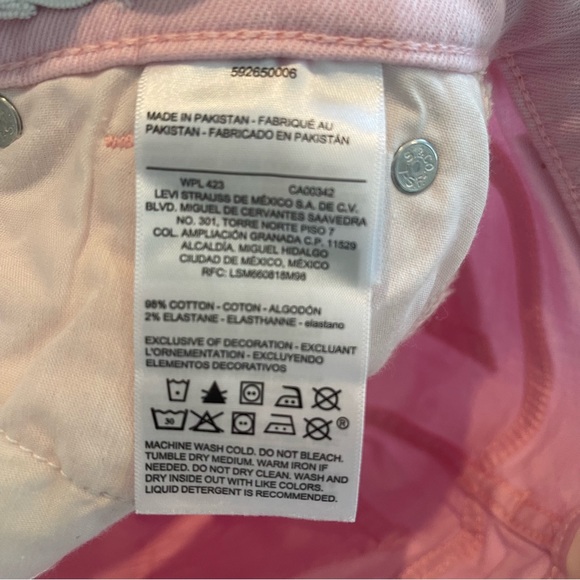 592650006
MADE IN PAKISTAN - FABRIQUÉ AU
PAKISTAN - FABRICADO EN PAKISTÁN
WPL 423 CA00342
LEVI STRAUSS DE MÉXICO S.A. DE C.V.
BLVD. MIGUEL DE CERVANTES SAAVEDRA
NO. 301, TORRE NORTE PISO 7
COL. AMPLIACIÓN GRANADA C.P. 11529
ALCALDÍA. MIGUEL HIDALGO
CIUDAD DE MÉXICO, MÉXICO
RFC: LSM660818M98
98% COTTON - COTON - ALGODÓN
2% ELASTANE - ELASTHANNE - elastano
EXCLUSIVE OF DECORATION - EXCLUANT
L'ORNEMENTATION - EXCLUYENDO
ELEMENTOS DECORATIVOS
30 ®
MACHINE WASH COLD. DO NOT BLEACH.
TUMBLE DRY MEDIUM. WARM IRON IF
NEEDED. DO NOT DRY CLEAN. WASH AND
DRY INSIDE OUT WITH LIKE COLORS.
LIQUID DETERGENT IS RECOMMENDED.